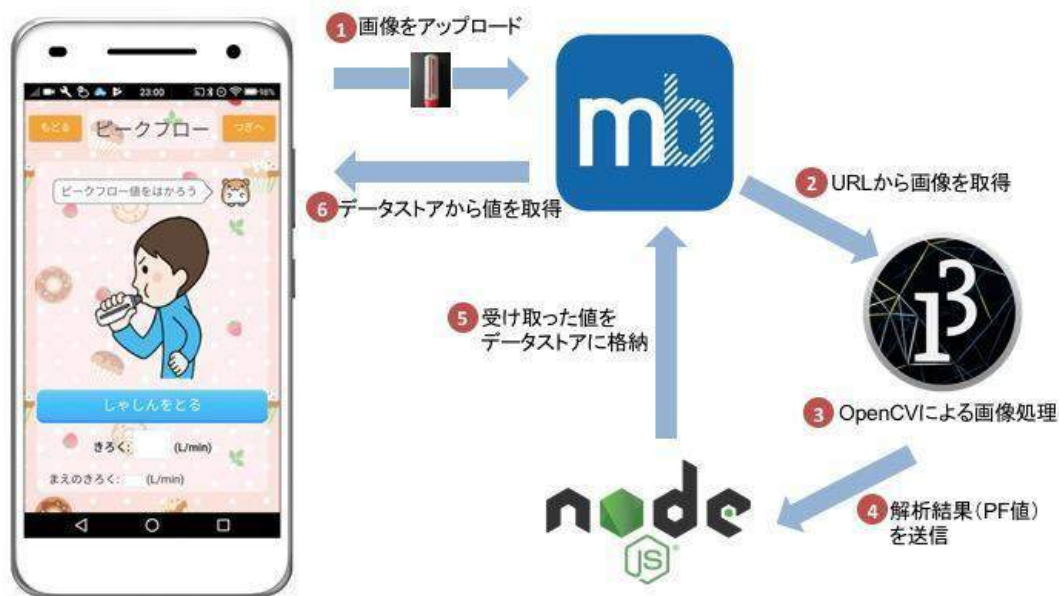 1 画像をアップロード
23:00
98%
もどる
ピークフロー
つぎへ
ピークフロー値をはかろう
しゃしんをとる
きろく: (L/min)
まえのきろく: (L/min)
mb
2 URLから画像を取得
6 データストアから値を取得
13
5 受け取った値を
データストアに格納
3 OpenCVによる画像処理
node
JS
4 解析結果(PF値)
を送信